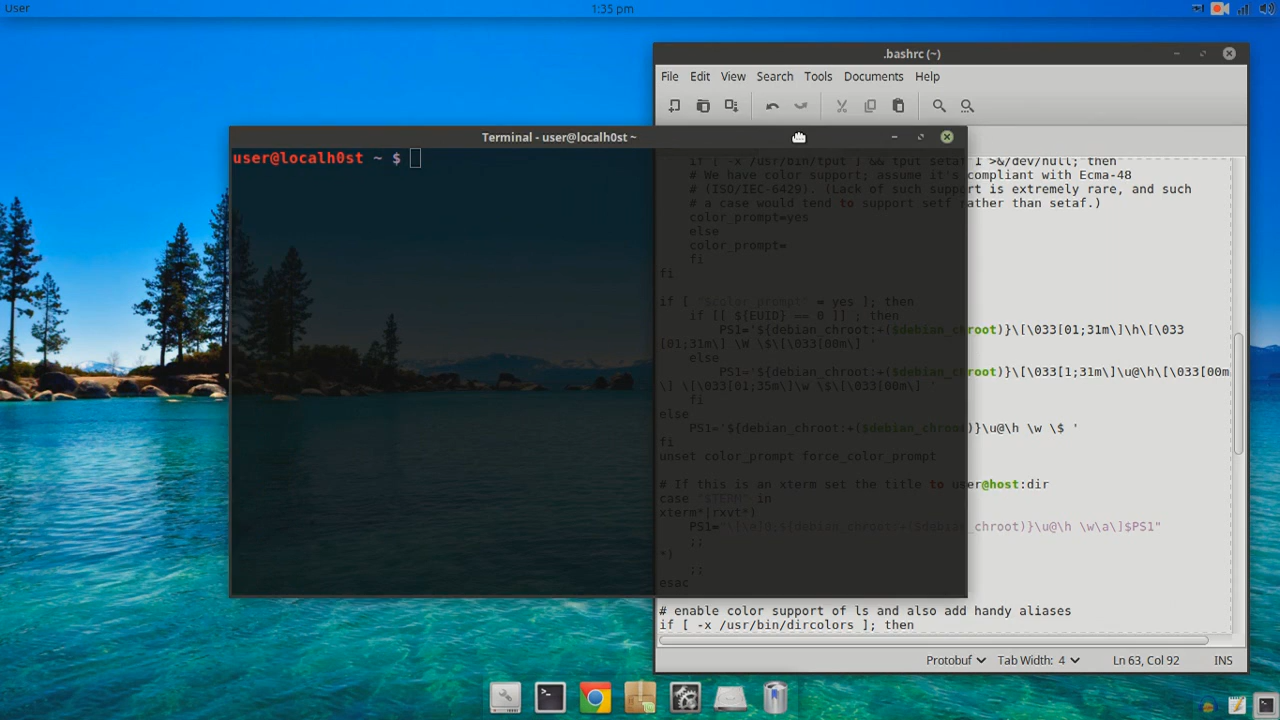 User
1:35 pm
.bashrc (~)
File Edit View Search Tools Documents Help
Terminal - user@localh0st ~
user@localh0st ~ $
if [ -x /usr/bin/tput ] && tput setaf 1 >&/dev/null; then
# We have color support; assume it's compliant with Ecma-48
# (ISO/IEC-6429). (Lack of such support is extremely rare, and such
# a case would tend to support setf rather than setaf.)
color_prompt=yes
else
color_prompt=
fi
fi
if [ "$color_prompt" = yes ]; then
if [[ ${EUID} == 0 ]] ; then
PS1='${debian_chroot:+($debian_chroot)}\[\033[01;31m\]\h\[\033
[01;31m\] \W \$\[\033[00m\] '
else
PS1='${debian_chroot:+($debian_chroot)}\[\033[1;31m\]\u@\h\[\033[00m
\] \[\033[01;35m\]\w \$\[\033[00m\] '
fi
else
PS1='${debian_chroot:+($debian_chroot)}\u@\h \w \$ '
fi
unset color_prompt force_color_prompt
# If this is an xterm set the title to user@host:dir
case "$TERM" in
xterm*|rxvt*)
PS1="\[\e]0;${debian_chroot:+($debian_chroot)}\u@\h \w\a\]$PS1"
;;
*)
;;
esac
# enable color support of ls and also add handy aliases
if [ -x /usr/bin/dircolors ]; then
Protobuf Tab Width: 4 Ln 63, Col 92 INS